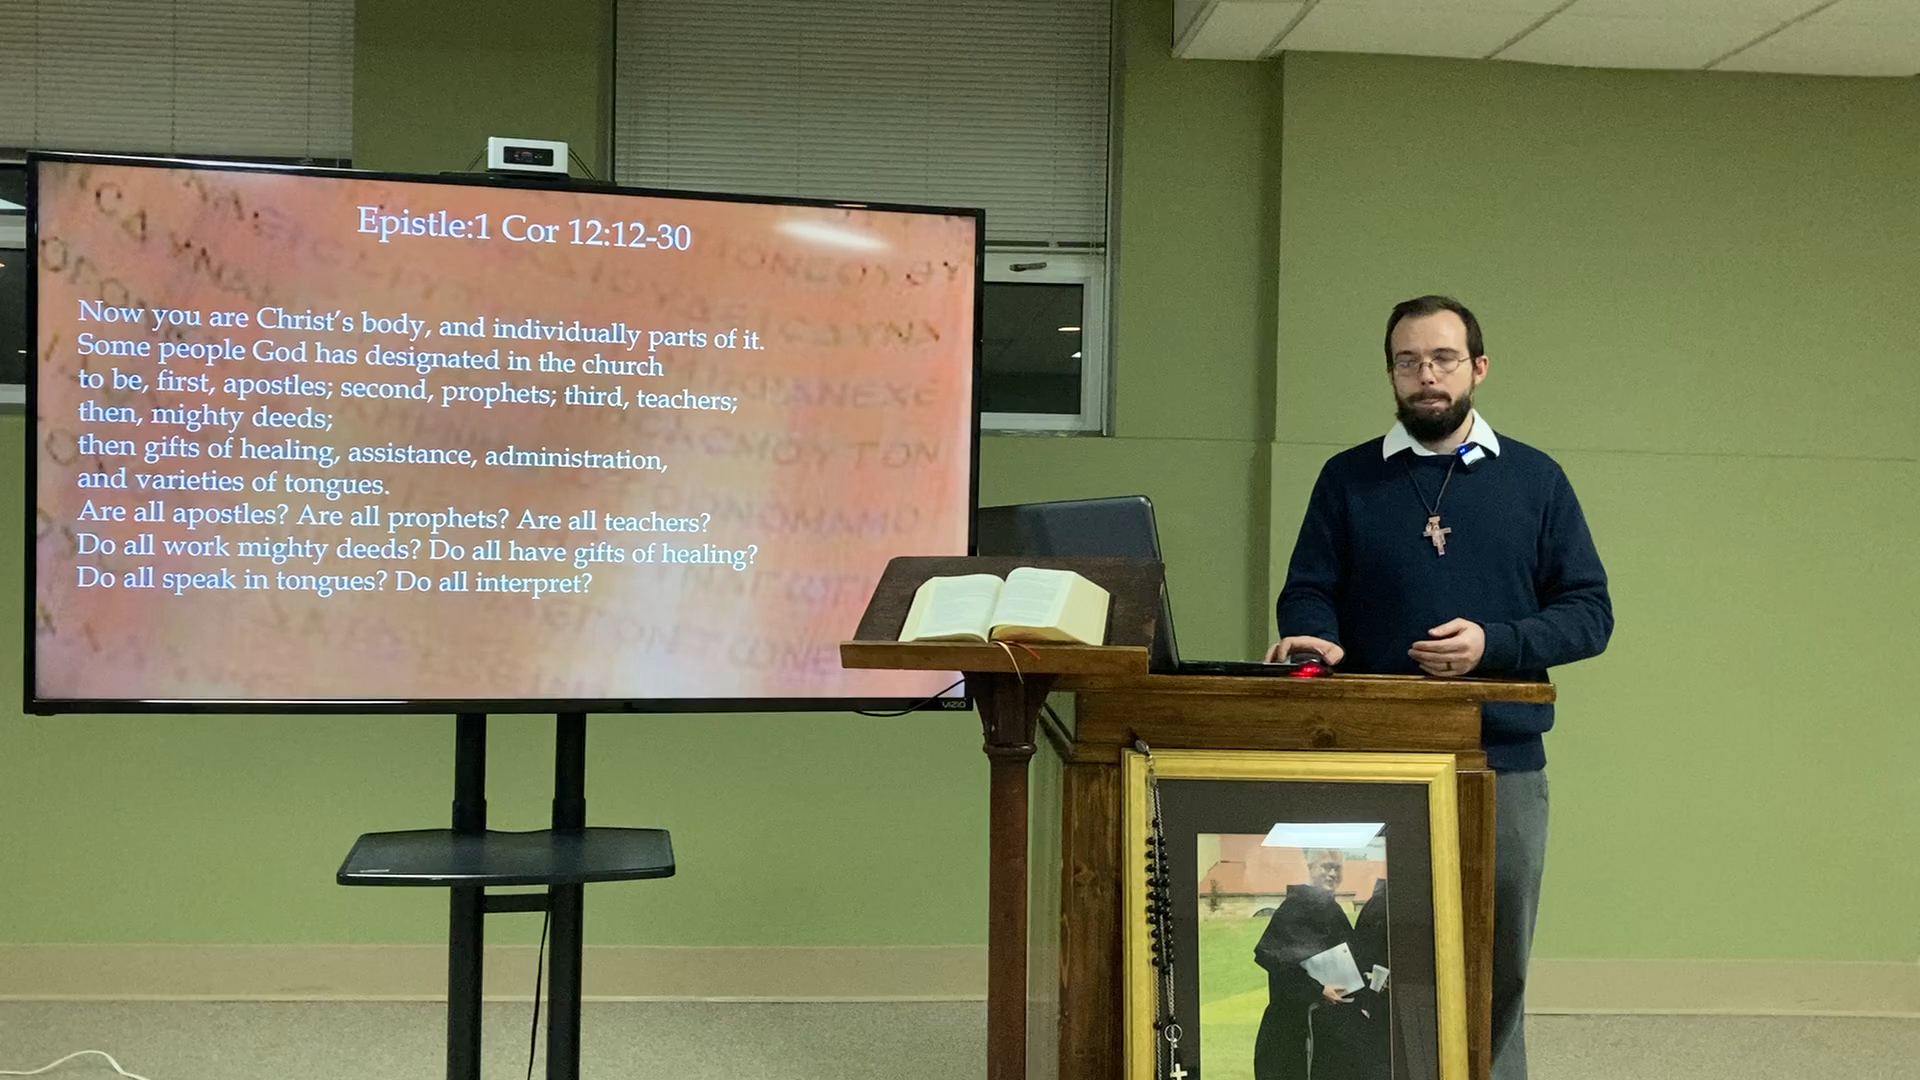 Epistle:1 Cor 12:12-30
Now you are Christ's body, and individually parts of it.
Some people God has designated in the church
to be, first, apostles; second, prophets; third, teachers;
then, mighty deeds;
then gifts of healing, assistance, administration,
and varieties of tongues.
Are all apostles? Are all prophets? Are all teachers?
Do all work mighty deeds? Do all have gifts of healing?
Do all speak in tongues? Do all interpret?
VIZIO